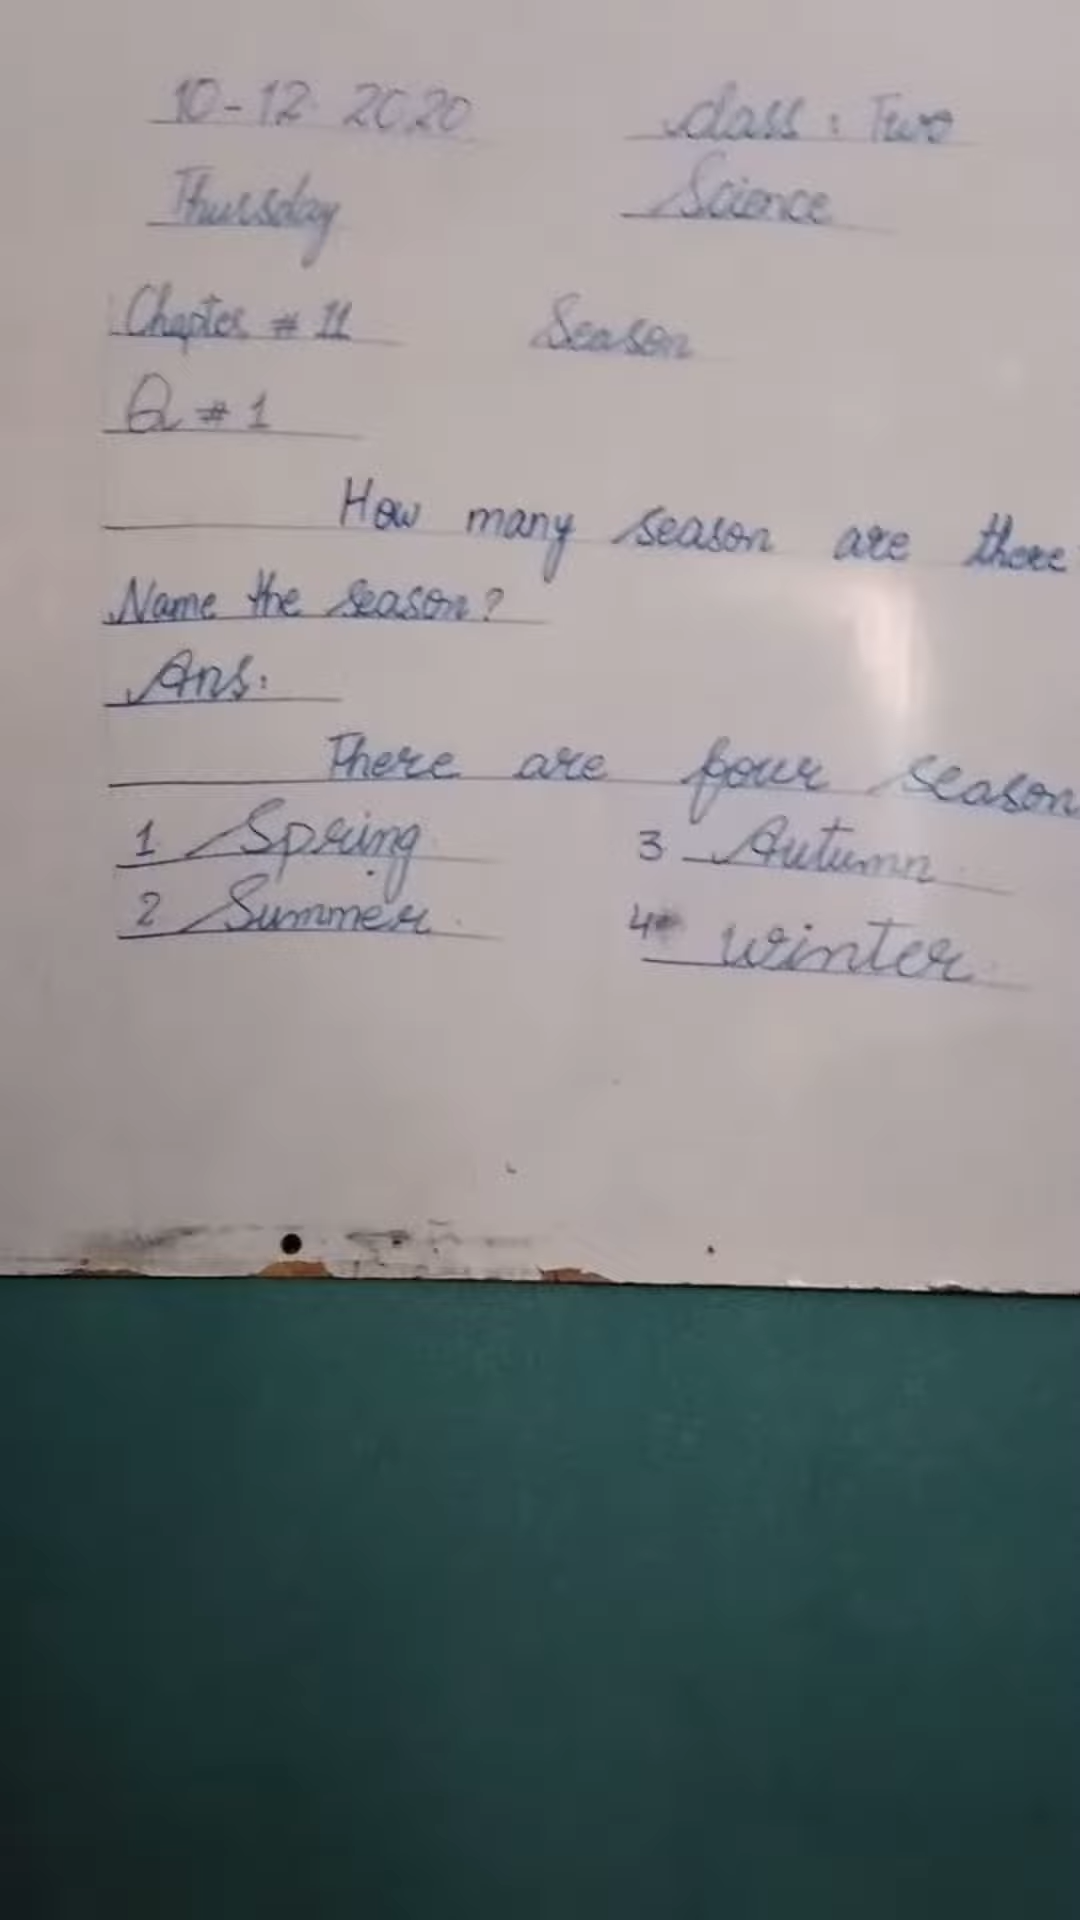 10-12-2020 class: Two
Thursday Science
Chapter # 11 Season
Q # 1
How many season are there
Name the season?
Ans:
There are four season
1 Spring 3 Autumn
2 Summer 4 winter